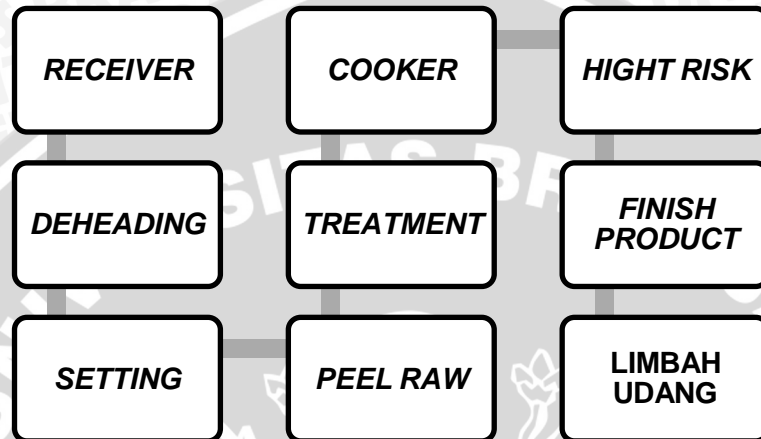 RECEIVER
COOKER
HIGHT RISK
DEHEADING
TREATMENT
FINISH
PRODUCT
SETTING
PEEL RAW
LIMBAH
UDANG